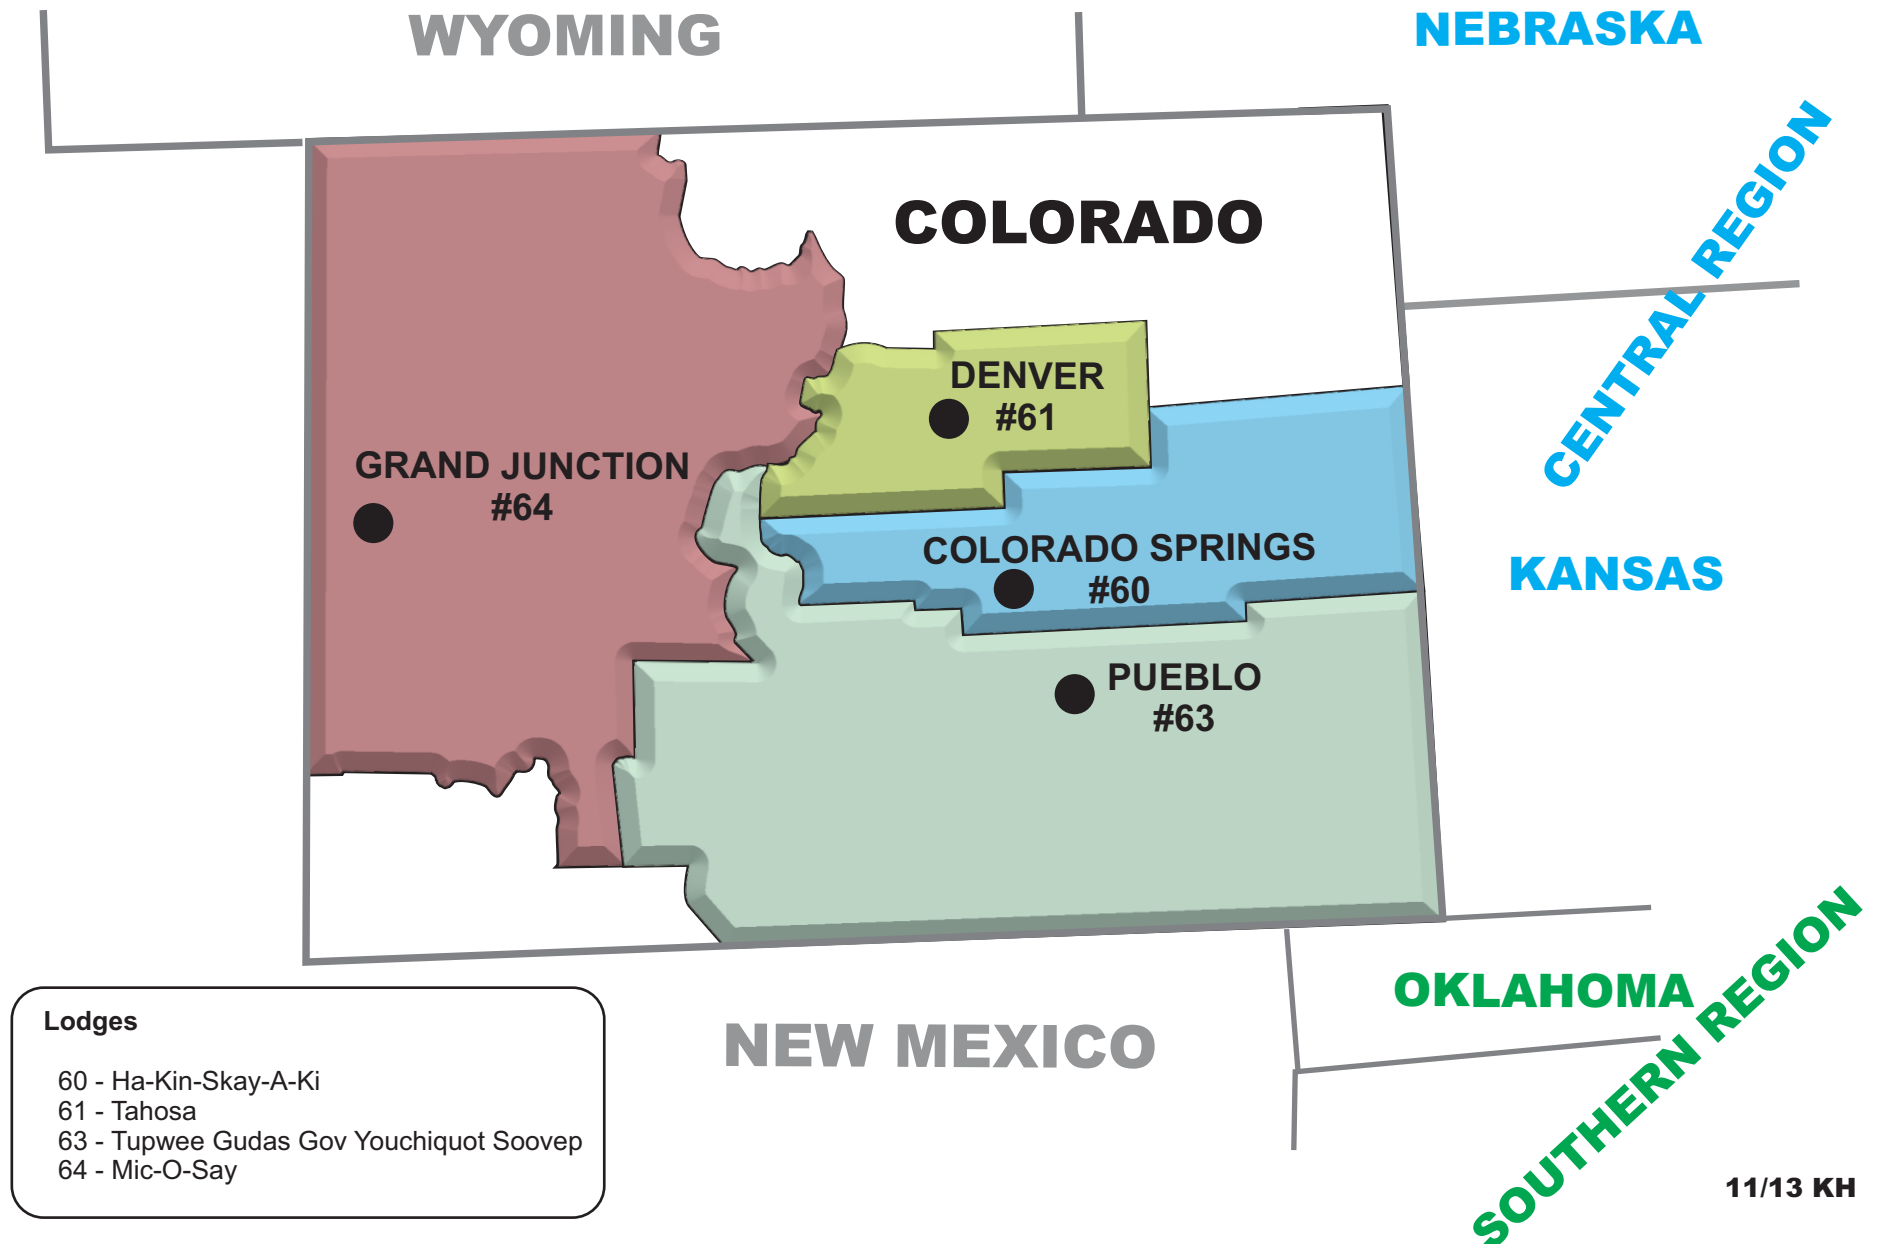 WYOMING
NEBRASKA
COLORADO
CENTRAL REGION
DENVER
#61
GRAND JUNCTION
#64
COLORADO SPRINGS
#60
KANSAS
PUEBLO
#63
OKLAHOMA
SOUTHERN REGION
NEW MEXICO
Lodges
60 - Ha-Kin-Skay-A-Ki
61 - Tahosa
63 - Tupwee Gudas Gov Youchiquot Soovep
64 - Mic-O-Say
11/13 KH